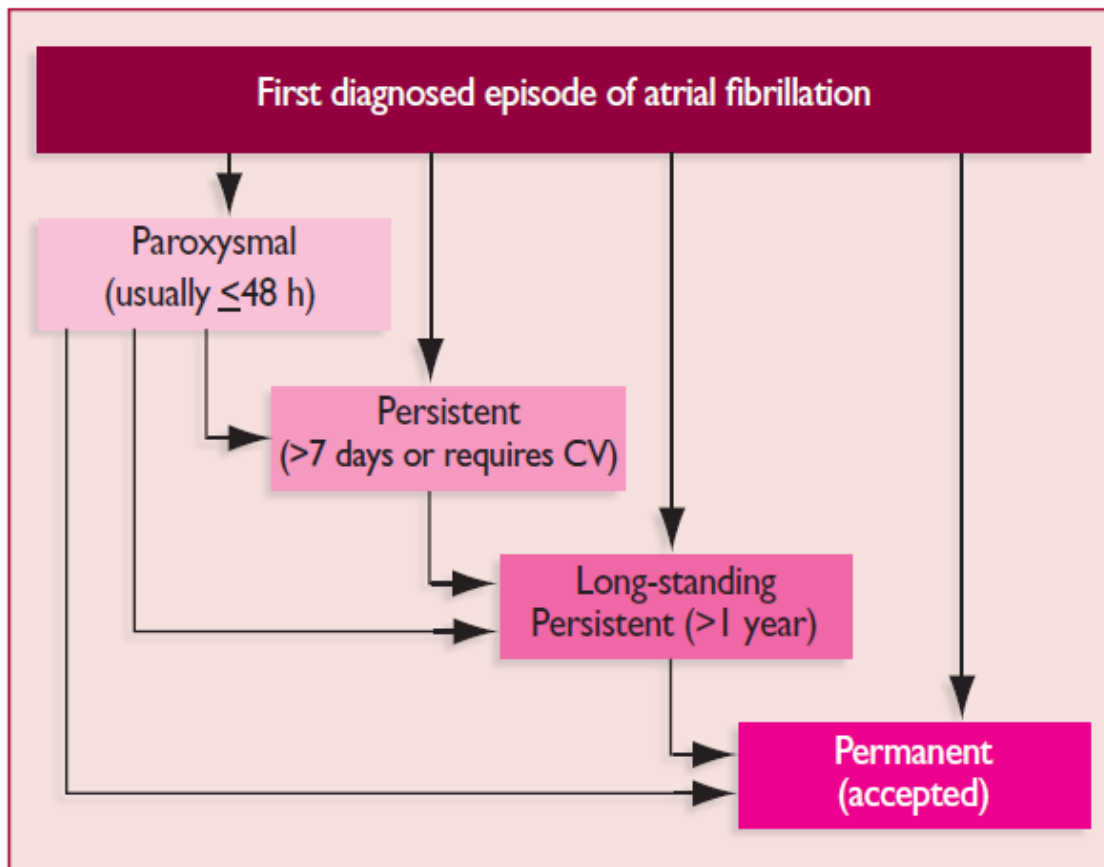 First diagnosed episode of atrial fibrillation
Paroxysmal
(usually ≤48 h)
Persistent
(>7 days or requires CV)
Long-standing
Persistent (>1 year)
Permanent
(accepted)